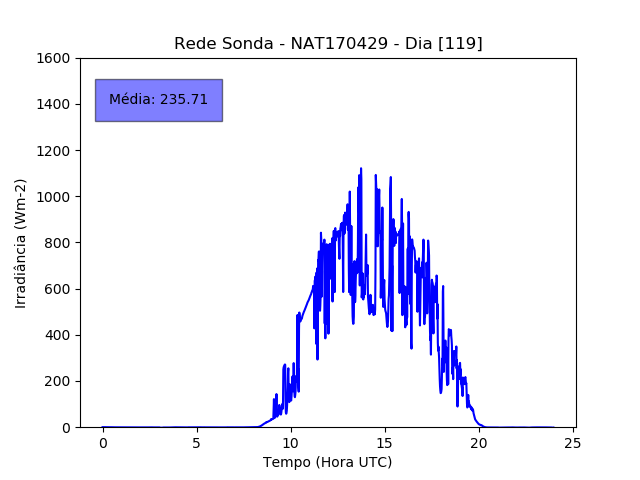 Rede Sonda - NAT170429 - Dia [119]
1600
1400
1200
1000
800
600
400
200
0
Média: 235.71
Irradiância (Wm-2)
0 5 10 15 20 25
Tempo (Hora UTC)